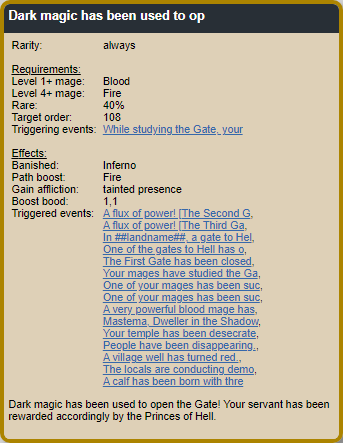 Dark magic has been used to op
Rarity: always
Requirements:
Level 1+ mage: Blood
Level 4+ mage: Fire
Rare: 40%
Target order: 108
Triggering events: While studying the Gate, your
Effects:
Banished: Inferno
Path boost: Fire
Gain affliction: tainted presence
Boost bood: 1,1
Triggered events: A flux of power! [The Second G,
A flux of power! [The Third Ga,
In ##landname##, a gate to Hel,
One of the gates to Hell has o,
The First Gate has been closed,
Your mages have studied the Ga,
One of your mages has been suc,
One of your mages has been suc,
A very powerful blood mage has,
Mastema, Dweller in the Shadow,
Your temple has been desecrate,
People have been disappearing.,
A village well has turned red.,
The locals are conducting demo,
A calf has been born with thre
Dark magic has been used to open the Gate! Your servant has been
rewarded accordingly by the Princes of Hell.